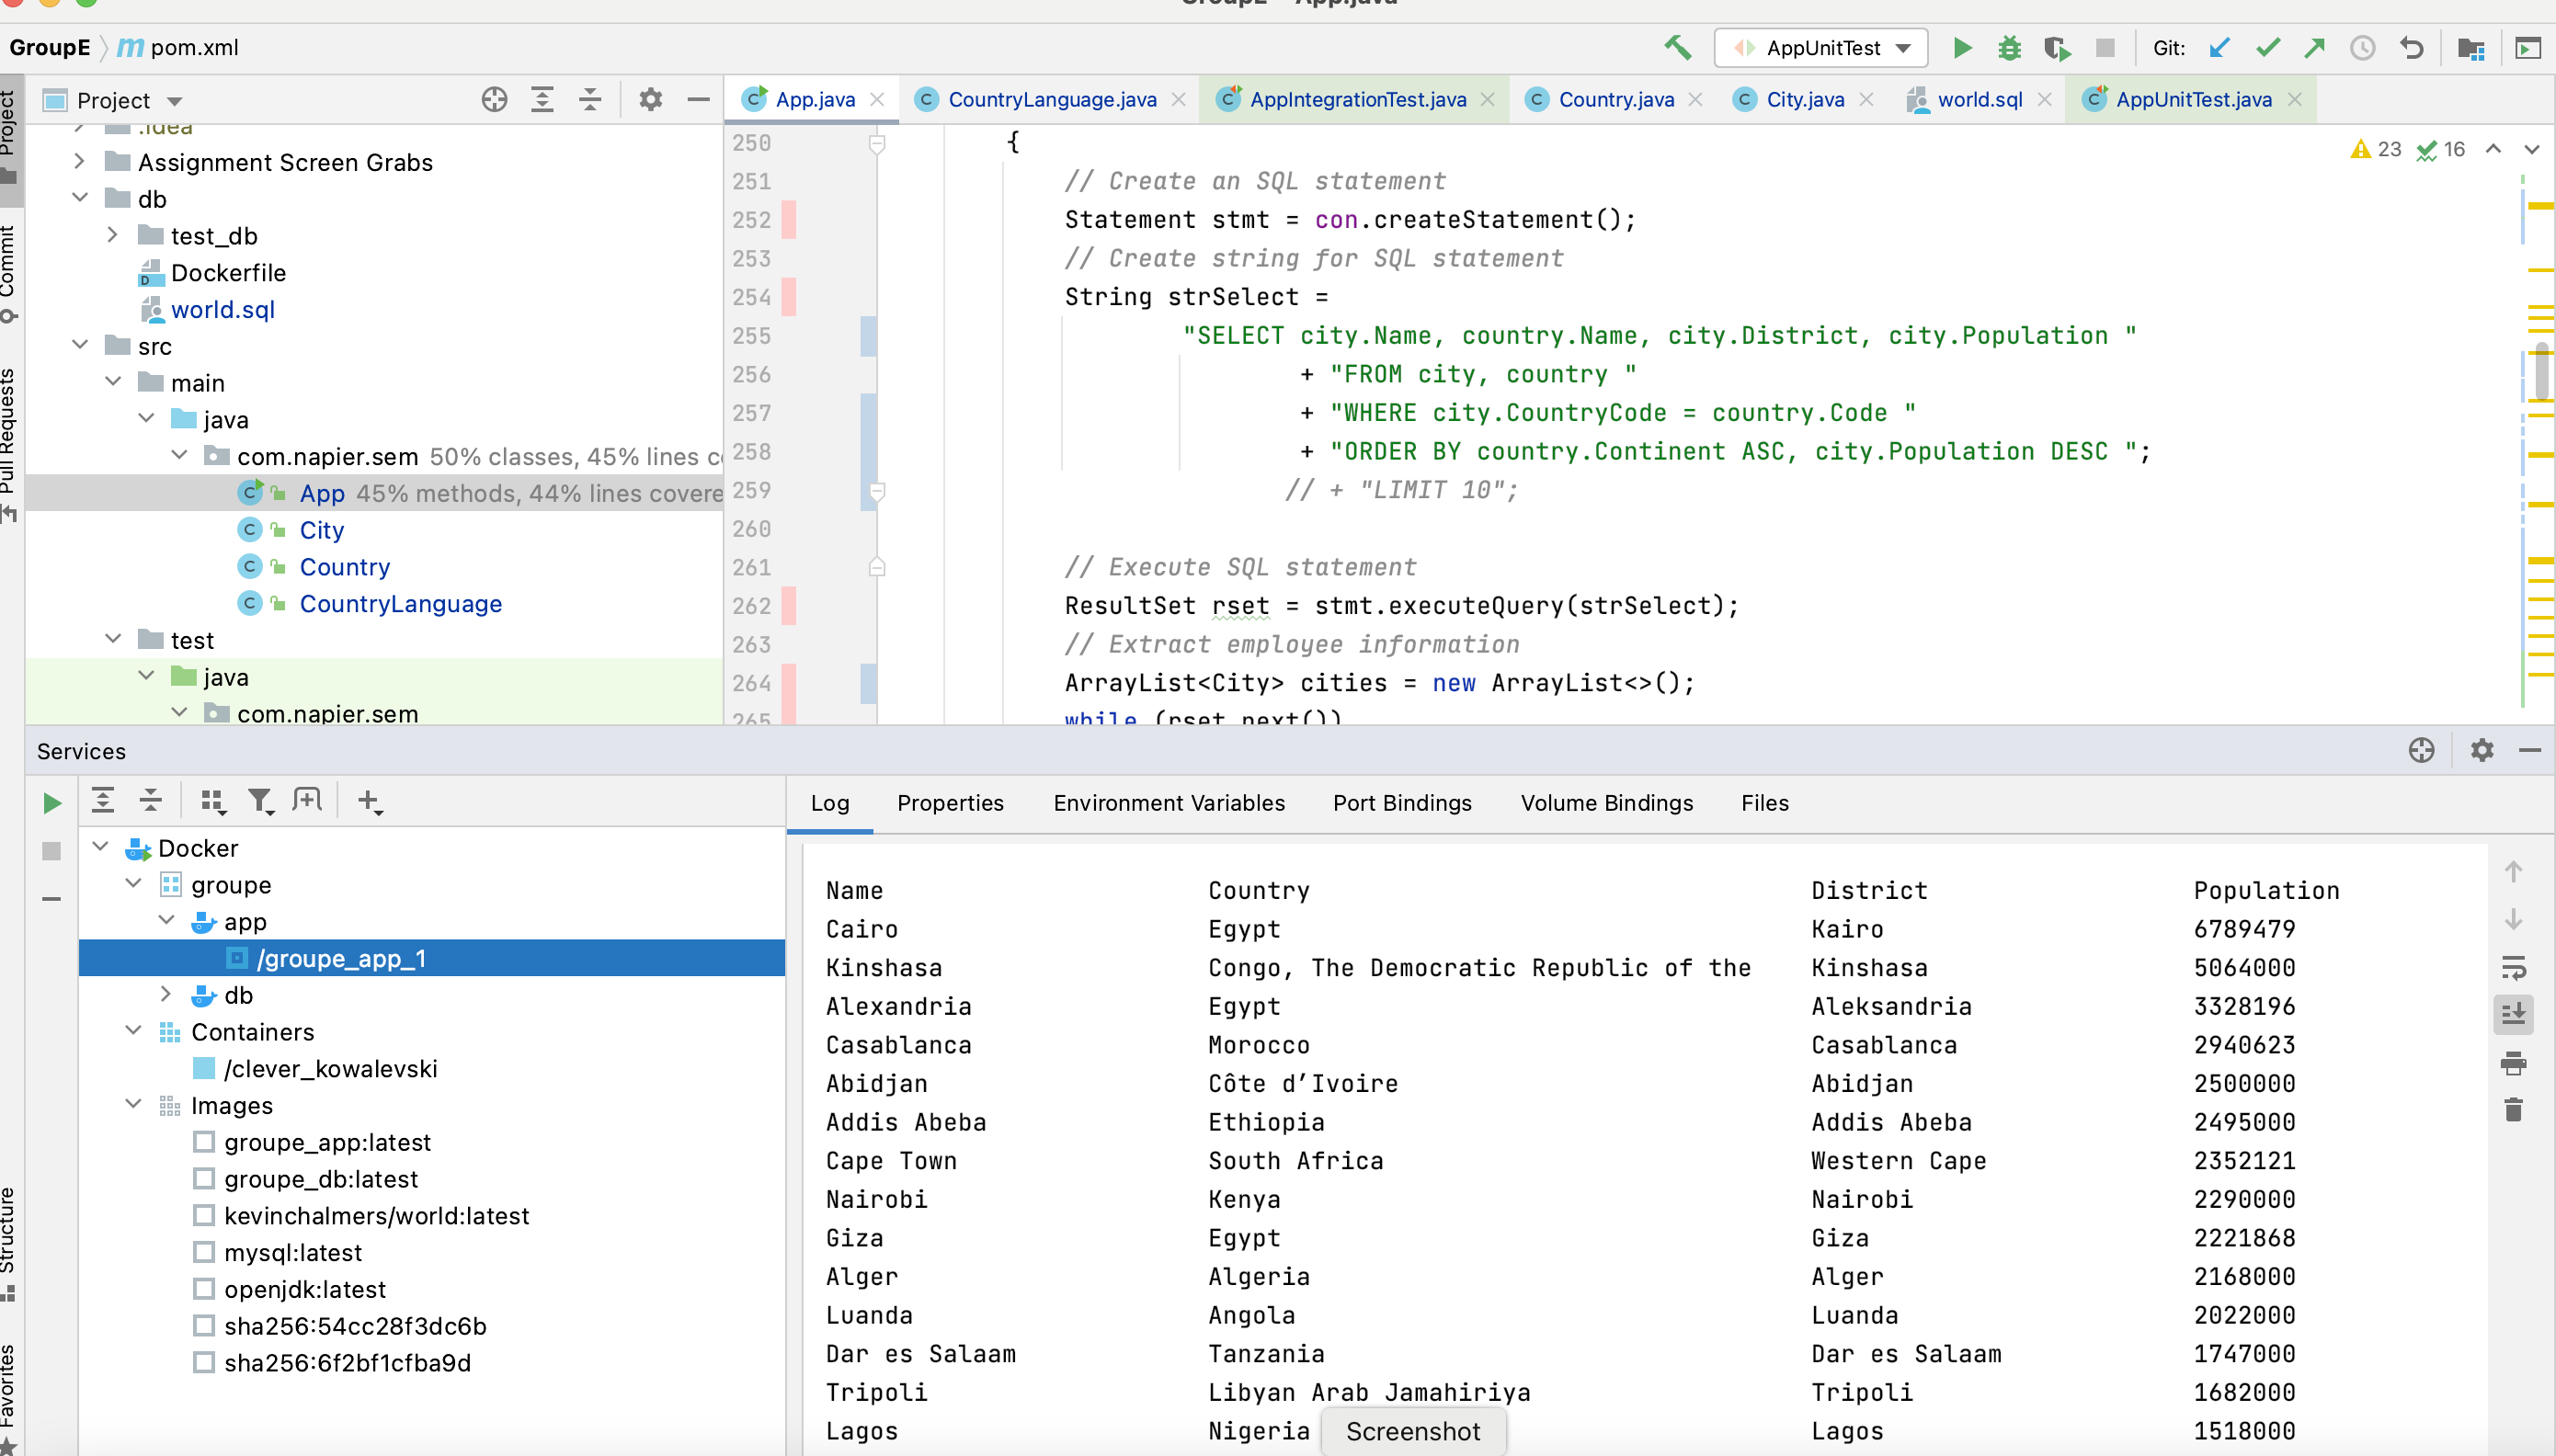 GroupE – App.java
GroupE pom.xml
AppUnitTest
Git:
Project
Commit
Pull Requests
Structure
Favorites
Project
App.java
CountryLanguage.java
AppIntegrationTest.java
Country.java
City.java
world.sql
AppUnitTest.java
.idea
Assignment Screen Grabs
db
test_db
Dockerfile
world.sql
src
main
java
com.napier.sem 50% classes, 45% lines c
App 45% methods, 44% lines covere
City
Country
CountryLanguage
test
java
com.napier.sem
23 16
250 {
251 // Create an SQL statement
252 Statement stmt = con.createStatement();
253 // Create string for SQL statement
254 String strSelect =
255 "SELECT city.Name, country.Name, city.District, city.Population "
256 + "FROM city, country "
257 + "WHERE city.CountryCode = country.Code "
258 + "ORDER BY country.Continent ASC, city.Population DESC ";
259 // + "LIMIT 10";
260
261 // Execute SQL statement
262 ResultSet rset = stmt.executeQuery(strSelect);
263 // Extract employee information
264 ArrayList<City> cities = new ArrayList<>();
265 while (rset.next())
Services
Docker
groupe
app
/groupe_app_1
db
Containers
/clever_kowalevski
Images
groupe_app:latest
groupe_db:latest
kevinchalmers/world:latest
mysql:latest
openjdk:latest
sha256:54cc28f3dc6b
sha256:6f2bf1cfba9d
Log Properties Environment Variables Port Bindings Volume Bindings Files
Name Country District Population
Cairo Egypt Kairo 6789479
Kinshasa Congo, The Democratic Republic of the Kinshasa 5064000
Alexandria Egypt Aleksandria 3328196
Casablanca Morocco Casablanca 2940623
Abidjan Côte d’Ivoire Abidjan 2500000
Addis Abeba Ethiopia Addis Abeba 2495000
Cape Town South Africa Western Cape 2352121
Nairobi Kenya Nairobi 2290000
Giza Egypt Giza 2221868
Alger Algeria Alger 2168000
Luanda Angola Luanda 2022000
Dar es Salaam Tanzania Dar es Salaam 1747000
Tripoli Libyan Arab Jamahiriya Tripoli 1682000
Lagos Nigeria Lagos 1518000
Screenshot